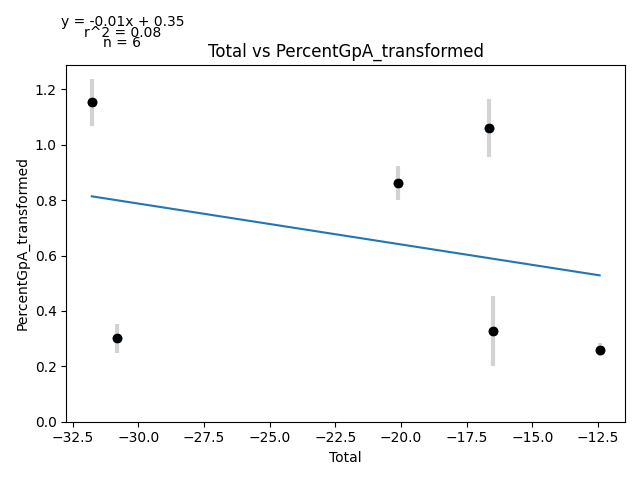 y = -0.01x + 0.35
r^2 = 0.08
n = 6
Total vs PercentGpA_transformed
PercentGpA_transformed
1.2
1.0
0.8
0.6
0.4
0.2
0.0
−32.5 −30.0 −27.5 −25.0 −22.5 −20.0 −17.5 −15.0 −12.5
Total